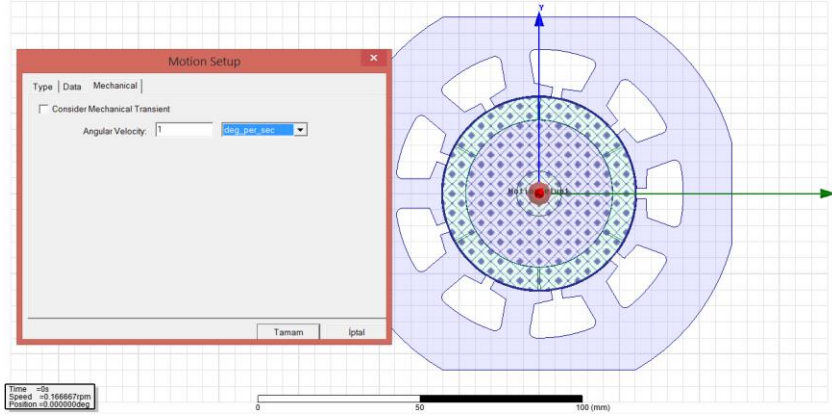 Y
Motion Setup
Type Data Mechanical
Consider Mechanical Transient
Angular Velocity: 1 deg_per_sec
Tamam İptal
Time =0s
Speed =0.166667rpm
Position =0.000000deg
0 50 100 (mm)